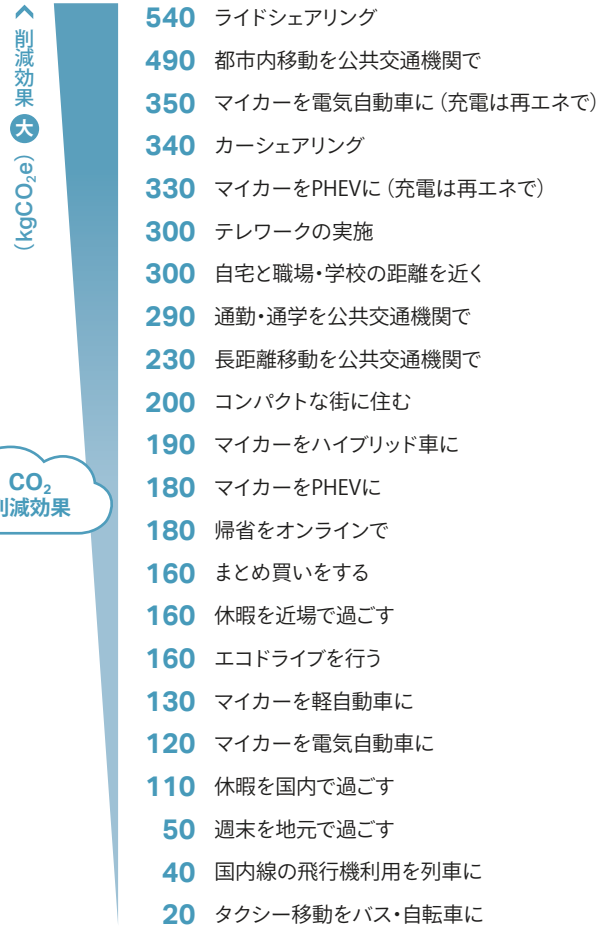 削減効果 大 (kgCO₂e)
540 ライドシェアリング
490 都市内移動を公共交通機関で
350 マイカーを電気自動車に（充電は再エネで）
340 カーシェアリング
330 マイカーをPHEVに（充電は再エネで）
300 テレワークの実施
300 自宅と職場・学校の距離を近く
290 通勤・通学を公共交通機関で
230 長距離移動を公共交通機関で
200 コンパクトな街に住む
190 マイカーをハイブリッド車に
180 マイカーをPHEVに
180 帰省をオンラインで
160 まとめ買いをする
160 休暇を近場で過ごす
160 エコドライブを行う
130 マイカーを軽自動車に
120 マイカーを電気自動車に
110 休暇を国内で過ごす
50 週末を地元で過ごす
40 国内線の飛行機利用を列車に
20 タクシー移動をバス・自転車に
CO₂
削減効果